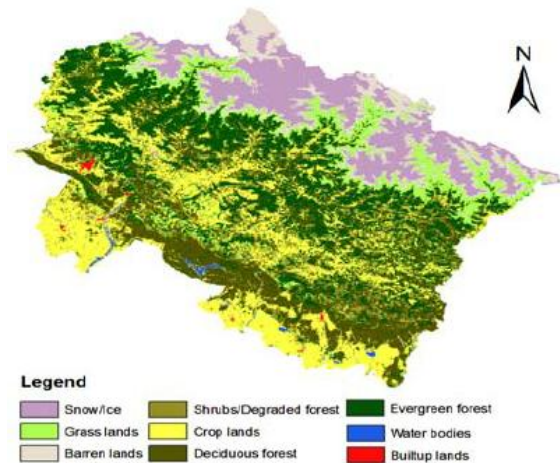 N
Legend
Snow/Ice
Shrubs/Degraded forest
Evergreen forest
Grass lands
Crop lands
Water bodies
Barren lands
Deciduous forest
Builtup lands